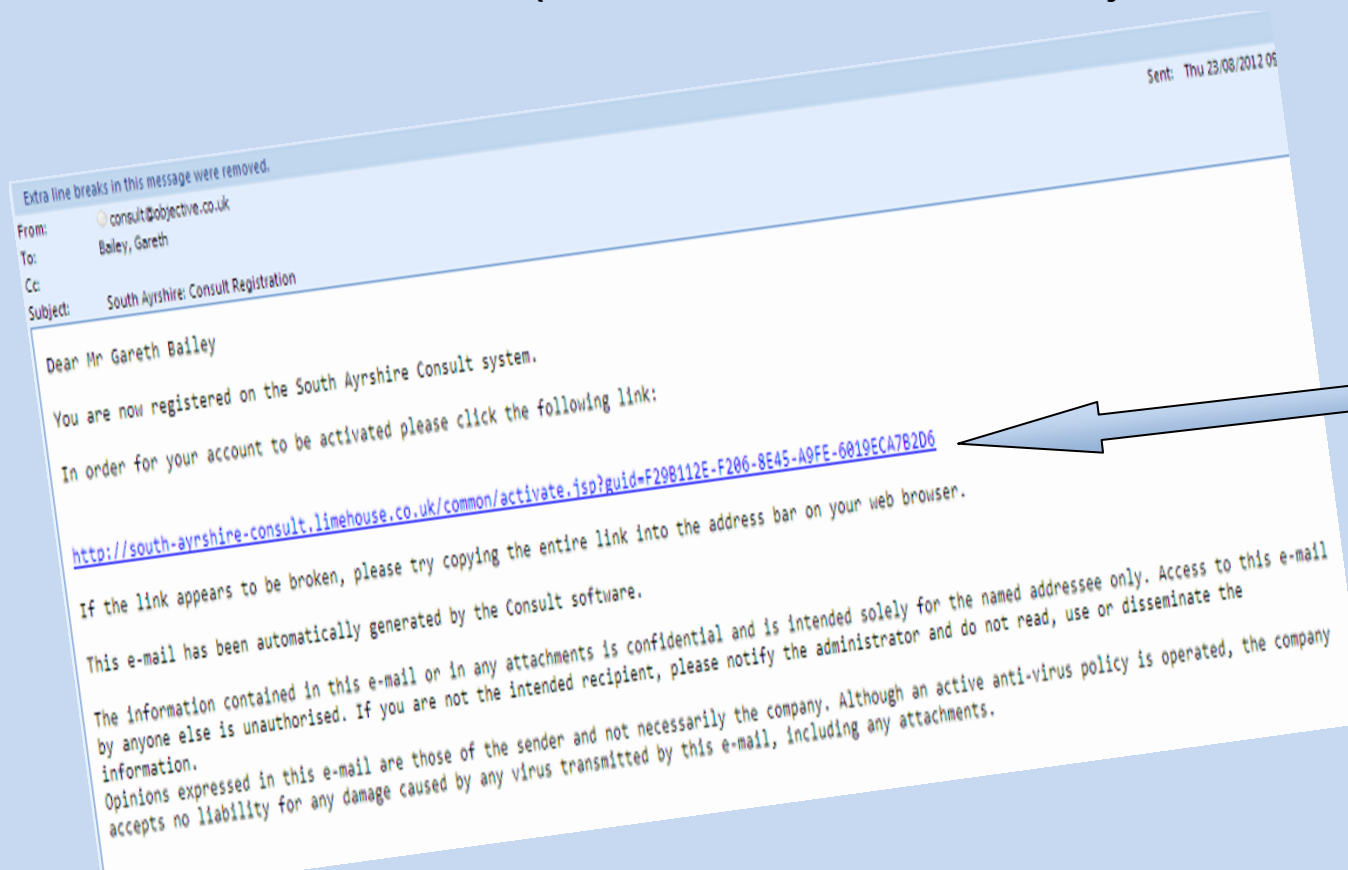 Sent: Thu 23/08/2012
Extra line breaks in this message were removed.
From: consult@objective.co.uk
To: Bailey, Gareth
Cc:
Subject: South Ayrshire: Consult Registration
Dear Mr Gareth Bailey
You are now registered on the South Ayrshire Consult system.
In order for your account to be activated please click the following link:
http://south-ayrshire-consult.limehouse.co.uk/common/activate.jsp?guid=F29B112E-F206-8E45-A9FE-6019ECA7B2D6
If the link appears to be broken, please try copying the entire link into the address bar on your web browser.
This e-mail has been automatically generated by the Consult software.
The information contained in this e-mail or in any attachments is confidential and is intended solely for the named addressee only. Access to this e-mail
by anyone else is unauthorised. If you are not the intended recipient, please notify the administrator and do not read, use or disseminate the
information.
Opinions expressed in this e-mail are those of the sender and not necessarily the company. Although an active anti-virus policy is operated, the company
accepts no liability for any damage caused by any virus transmitted by this e-mail, including any attachments.